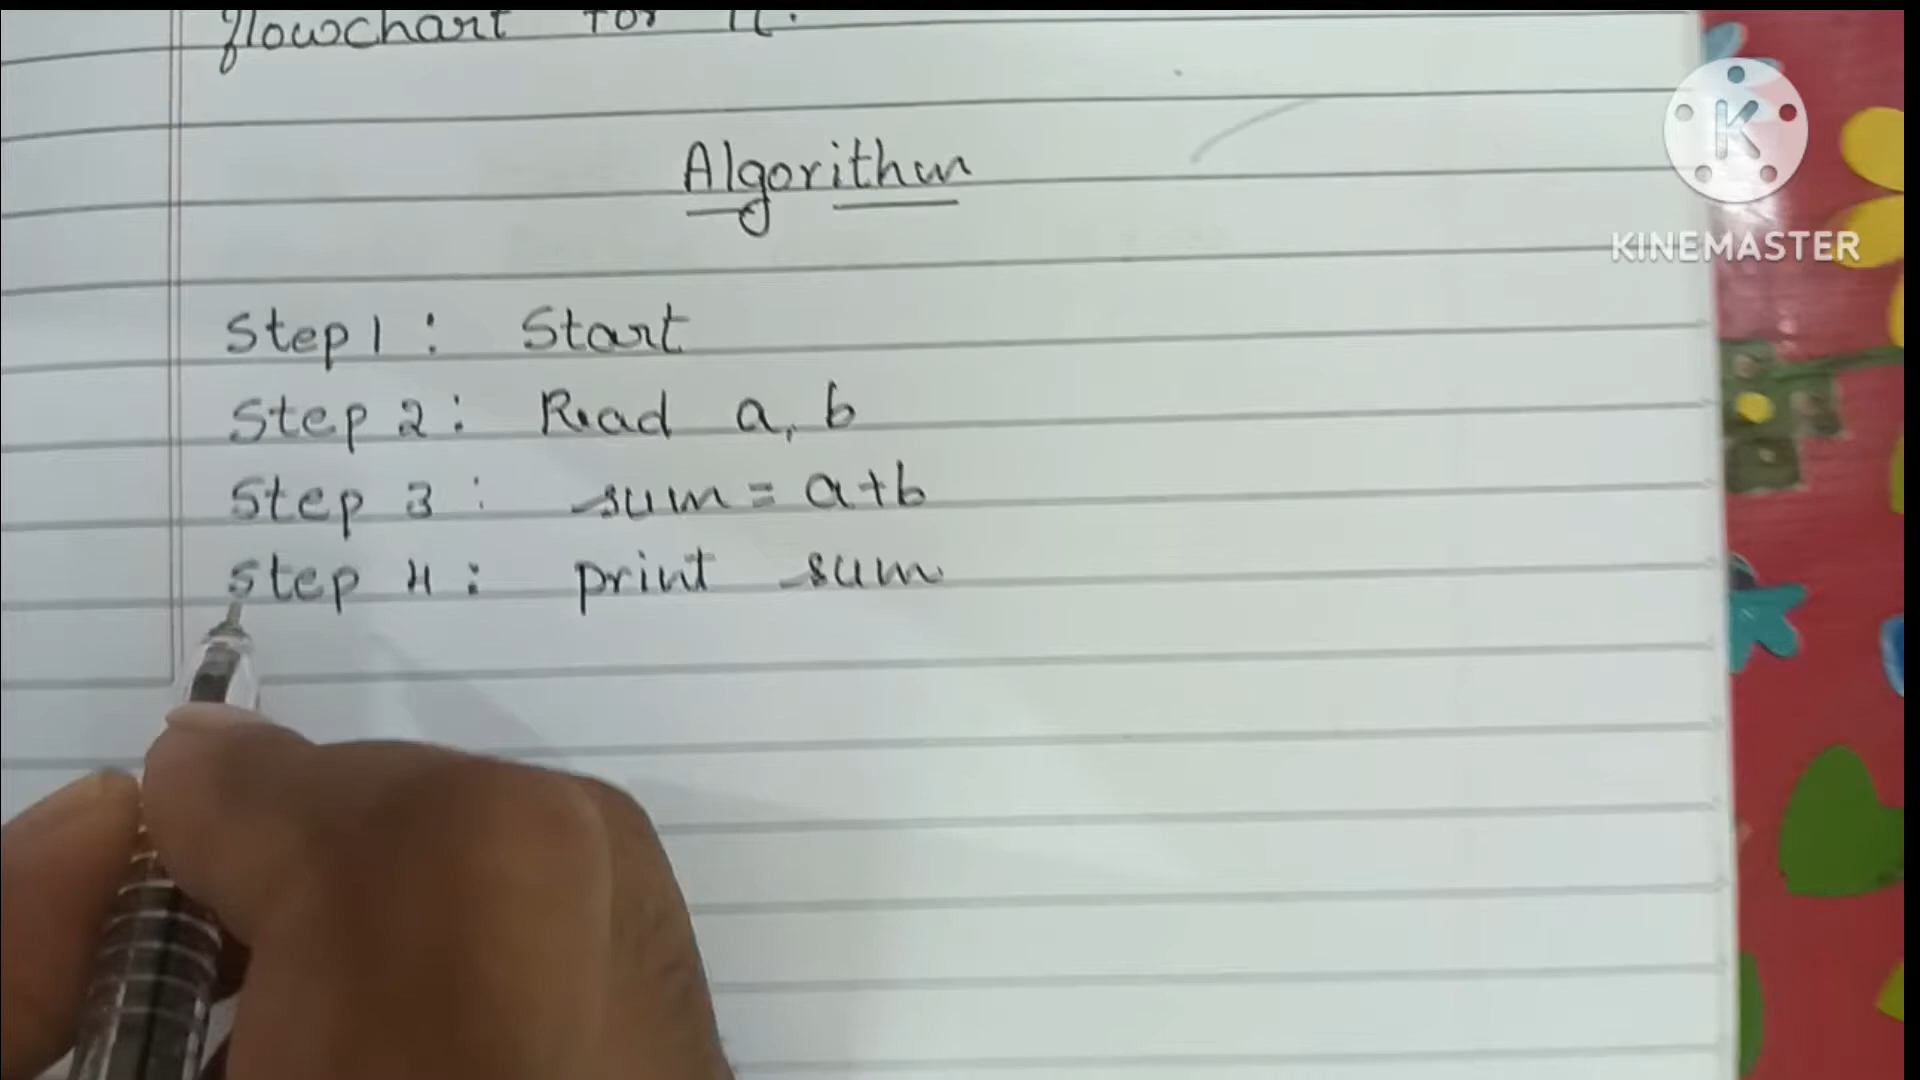 flowchart for it.
Algorithm
KINEMASTER
Step 1 : Start
Step 2 : Read a, b
Step 3 : sum = a+b
Step 4 : print sum